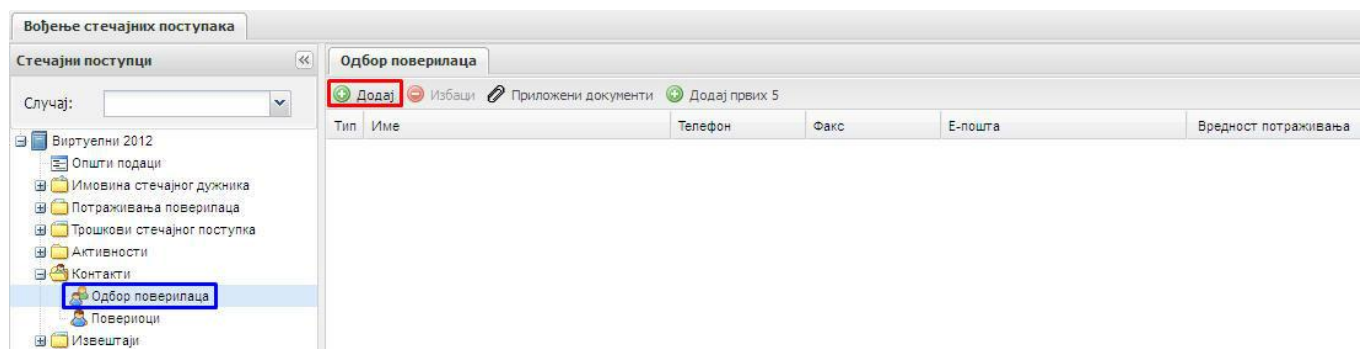 Вођење стечајних поступака
Стечајни поступци
Случај:
Виртуелни 2012
Општи подаци
Имовина стечајног дужника
Потраживања поверилаца
Трошкови стечајног поступка
Активности
Контакти
Одбор поверилаца
Повериоци
Извештаји
Одбор поверилаца
Додај Избаци Приложени документи Додај првих 5
Тип Име Телефон Факс Е-пошта Вредност потраживања